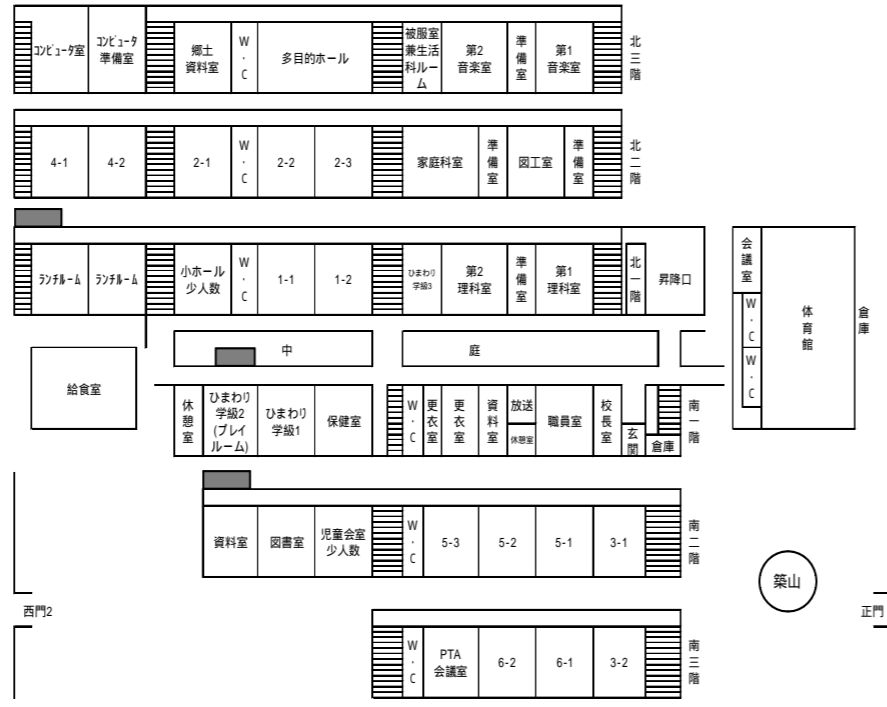 コンピュータ室
コンピュータ
準備室
郷土
資料室
W・C
多目的ホール
被服室
兼生活
科ルー
ム
第2
音楽室
準備室
第1
音楽室
北三階
4-1
4-2
2-1
W・C
2-2
2-3
家庭科室
準備室
図工室
準備室
北二階
ランチルーム
ランチルーム
小ホール
少人数
W・C
1-1
1-2
ひまわり
学級3
第2
理科室
準備室
第1
理科室
北一階
昇降口
会議室
W・C
W・C
体育館
倉庫
中
庭
給食室
休憩室
ひまわり
学級2
(プレイ
ルーム)
ひまわり
学級1
保健室
W・C
更衣室
更衣室
資料室
放送
休憩室
職員室
校長室
玄関
倉庫
南一階
資料室
図書室
児童会室
少人数
W・C
5-3
5-2
5-1
3-1
南二階
築山
西門2
正門
W・C
PTA
会議室
6-2
6-1
3-2
南三階